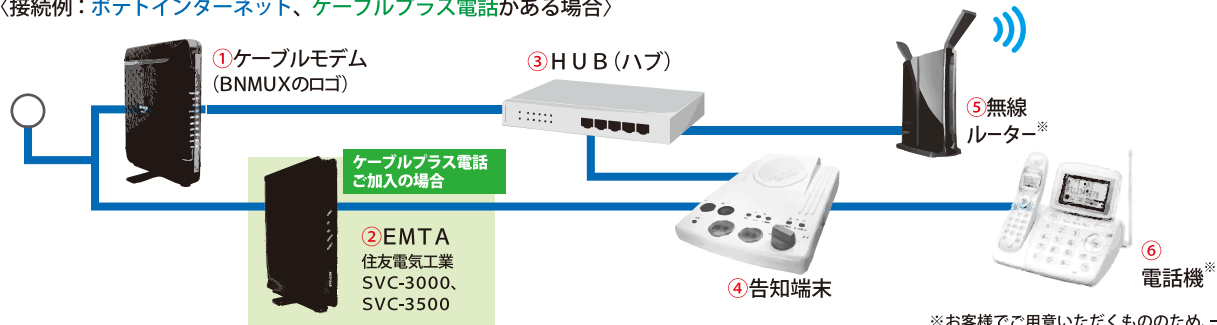 〈接続例：ポテトインターネット、ケーブルプラス電話がある場合〉
①ケーブルモデム
（BNMUXのロゴ）
③HUB（ハブ）
⑤無線
ルーター※
ケーブルプラス電話
ご加入の場合
②EMTA
住友電気工業
SVC-3000、
SVC-3500
④告知端末
⑥
電話機※
※お客様でご用意いただくもののため、